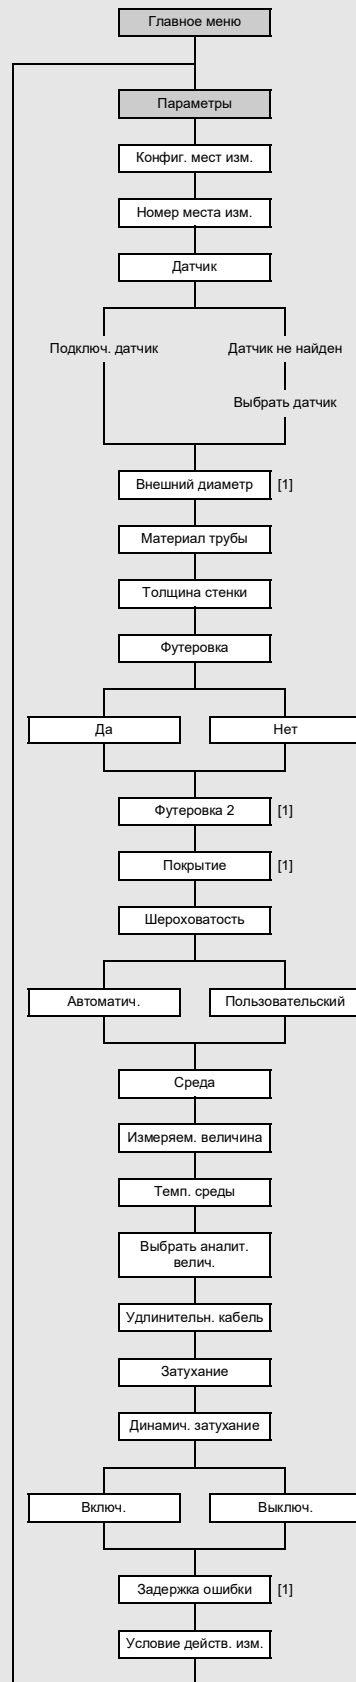 Главное меню
Параметры
Конфиг. мест изм.
Номер места изм.
Датчик
Подключ. датчик
Датчик не найден
Выбрать датчик
Внешний диаметр [1]
Материал трубы
Толщина стенки
Футеровка
Да
Нет
Футеровка 2 [1]
Покрытие [1]
Шероховатость
Автоматич.
Пользовательский
Среда
Измеряем. величина
Темп. среды
Выбрать аналит.
велич.
Удлинительн. кабель
Затухание
Динамич. затухание
Включ.
Выключ.
Задержка ошибки [1]
Условие действ. изм.